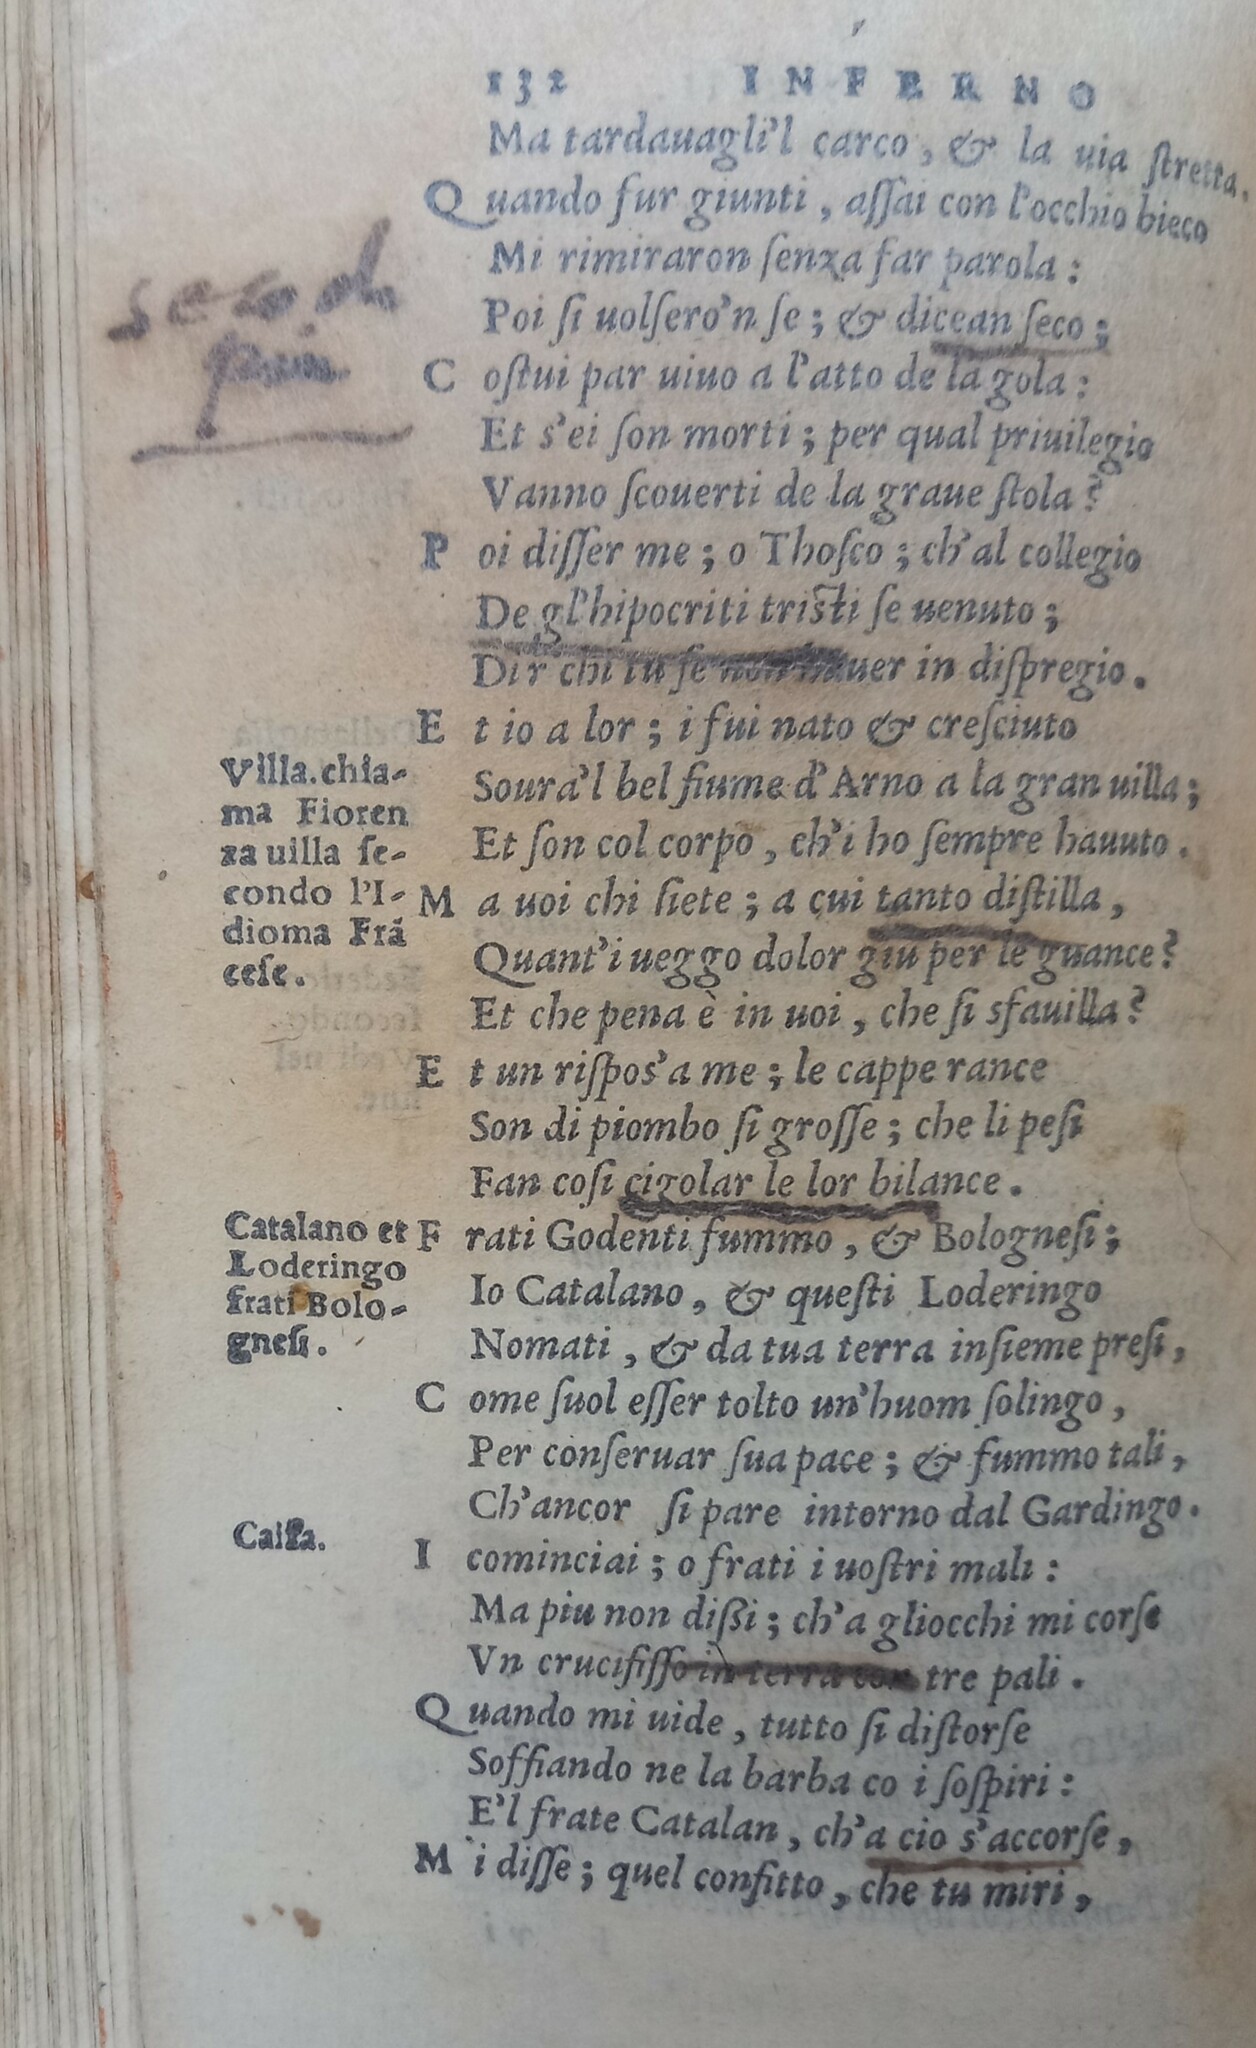 132 INFERNO
Ma tardauagli'l carco, & la uia ſtretta.
Quando fur giunti, aſſai con l'occhio bieco
Mi rimiraron ſenza far parola:
Poi ſi uolſero'n ſe; & dicean ſeco;
Coſtui par uiuo a l'atto de la gola:
Et s'ei ſon morti; per qual priuilegio
Vanno ſcouerti de la graue ſtola?
Poi diſſer me; o Thoſco; ch'al collegio
De gl'hipocriti triſti ſe uenuto;
Dir chi tu ſe non hauer in diſpregio.
Et io a lor; i fui nato & creſciuto
Soura'l bel fiume d'Arno a la gran uilla;
Et ſon col corpo, ch'i ho ſempre hauuto.
Ma uoi chi ſiete; a cui tanto diſtilla,
Quant'i ueggo dolor giu per le guance?
Et che pena è in uoi, che ſi sfauilla?
Et un riſpos'a me; le cappe rance
Son di piombo ſi groſſe; che li peſi
Fan coſi cigolar le lor bilance.
Frati Godenti fummo, & Bologneſi;
Io Catalano, & queſti Loderingo
Nomati, & da tua terra inſieme preſi,
Come ſuol eſſer tolto un'huom ſolingo,
Per conſeruar ſua pace; & fummo tali,
Ch'ancor ſi pare intorno dal Gardingo.
I cominciai; o frati i uoſtri mali:
Ma piu non dißi; ch'a gliocchi mi corſe
Vn crucifiſſo in terra con tre pali.
Quando mi uide, tutto ſi diſtorſe
Soffiando ne la barba co i ſoſpiri:
E'l frate Catalan, ch'a cio s'accorſe,
Mi diſſe; quel confitto, che tu miri,
Villa.chia-
ma Fioren
za uilla ſe-
condo l'I-
dioma Frã
ceſe.
Catalano et
Loderingo
frati Bolo-
gneſi.
Caifa.